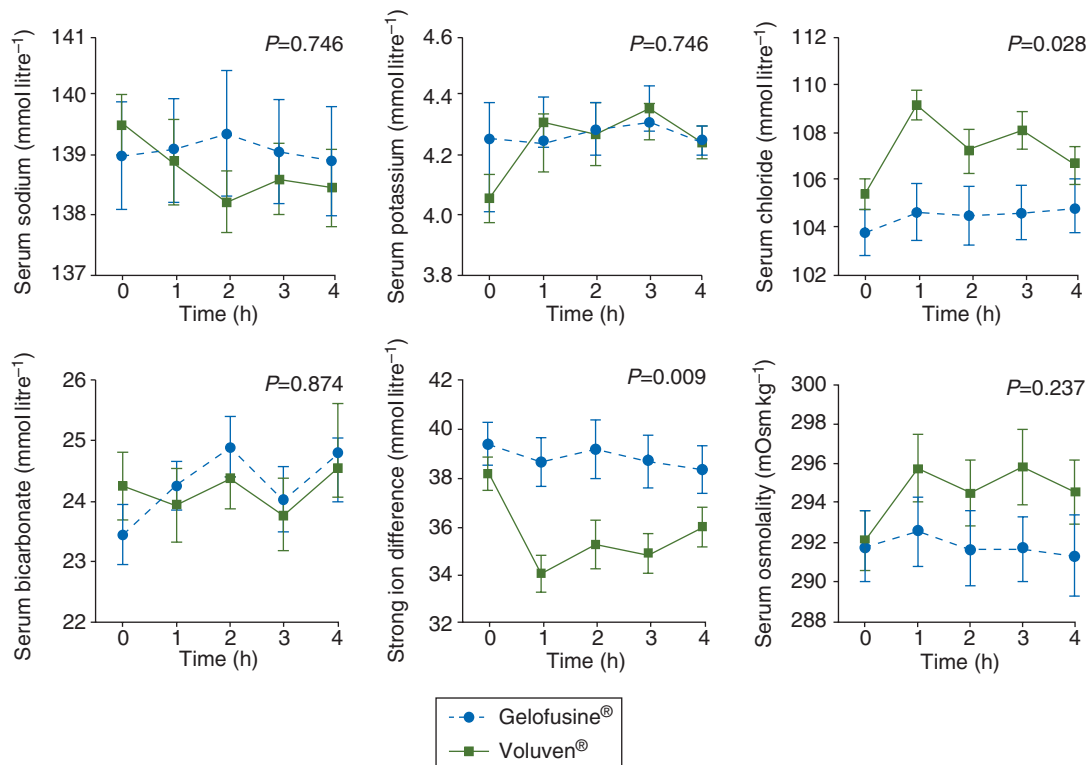 Serum sodium (mmol litre⁻¹)
141
140
139
138
137
P=0.746
0 1 2 3 4
Time (h)
Serum potassium (mmol litre⁻¹)
4.6
4.4
4.2
4.0
3.8
P=0.746
0 1 2 3 4
Time (h)
Serum chloride (mmol litre⁻¹)
112
110
108
106
104
102
P=0.028
0 1 2 3 4
Time (h)
Serum bicarbonate (mmol litre⁻¹)
26
25
24
23
22
P=0.874
0 1 2 3 4
Time (h)
Strong ion difference (mmol litre⁻¹)
42
40
38
36
34
32
P=0.009
0 1 2 3 4
Time (h)
Serum osmolality (mOsm kg⁻¹)
300
298
296
294
292
290
288
P=0.237
0 1 2 3 4
Time (h)
Gelofusine®
Voluven®